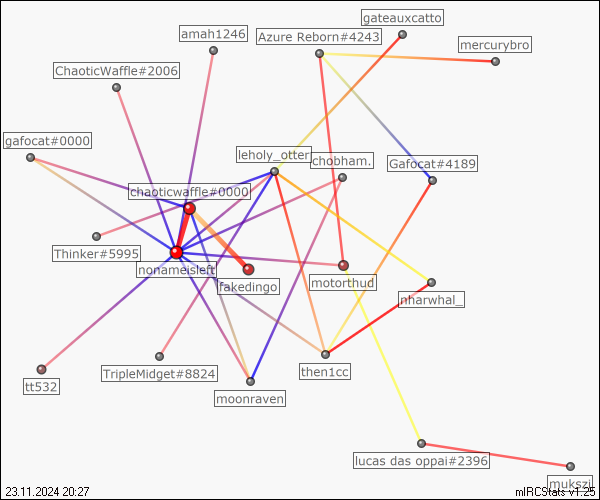 gateauxcatto
amah1246
Azure Reborn#4243
mercurybro
ChaoticWaffle#2006
gafocat#0000
leholy_otter
chobham.
Gafocat#4189
chaoticwaffle#0000
Thinker#5995
nonameisleft
fakedingo
motorthud
nharwhal_
tt532
TripleMidget#8824
then1cc
moonraven
lucas das oppai#2396
mukszi
23.11.2024 20:27
mIRCStats v1.25